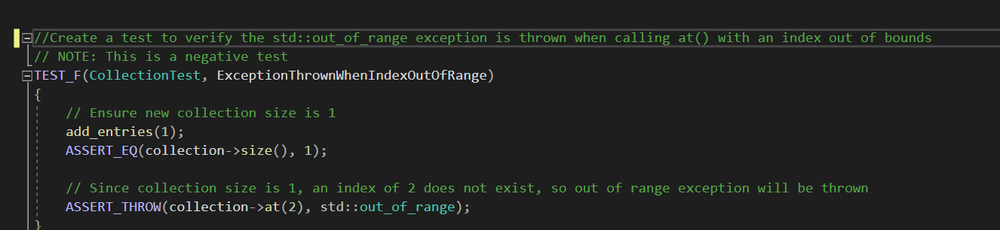 //Create a test to verify the std::out_of_range exception is thrown when calling at() with an index out of bounds
// NOTE: This is a negative test
TEST_F(CollectionTest, ExceptionThrownWhenIndexOutOfRange)
{
// Ensure new collection size is 1
add_entries(1);
ASSERT_EQ(collection->size(), 1);
// Since collection size is 1, an index of 2 does not exist, so out of range exception will be thrown
ASSERT_THROW(collection->at(2), std::out_of_range);
}